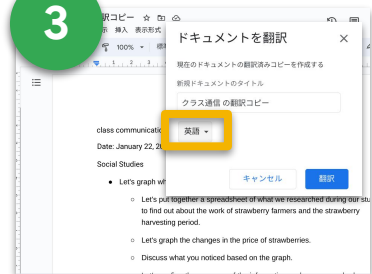 3
訳コピー
示 挿入 表示形式
100%
標準
ドキュメントを翻訳
現在のドキュメントの翻訳済みコピーを作成する
新規ドキュメントのタイトル
クラス通信 の翻訳コピー
英語
キャンセル 翻訳
class communicatio
Date: January 22, 2
Social Studies
Let's graph wh
Let's put together a spreadsheet of what we researched during our stu
to find out about the work of strawberry farmers and the strawberry
harvesting period.
Let's graph the changes in the price of strawberries.
Discuss what you noticed based on the graph.